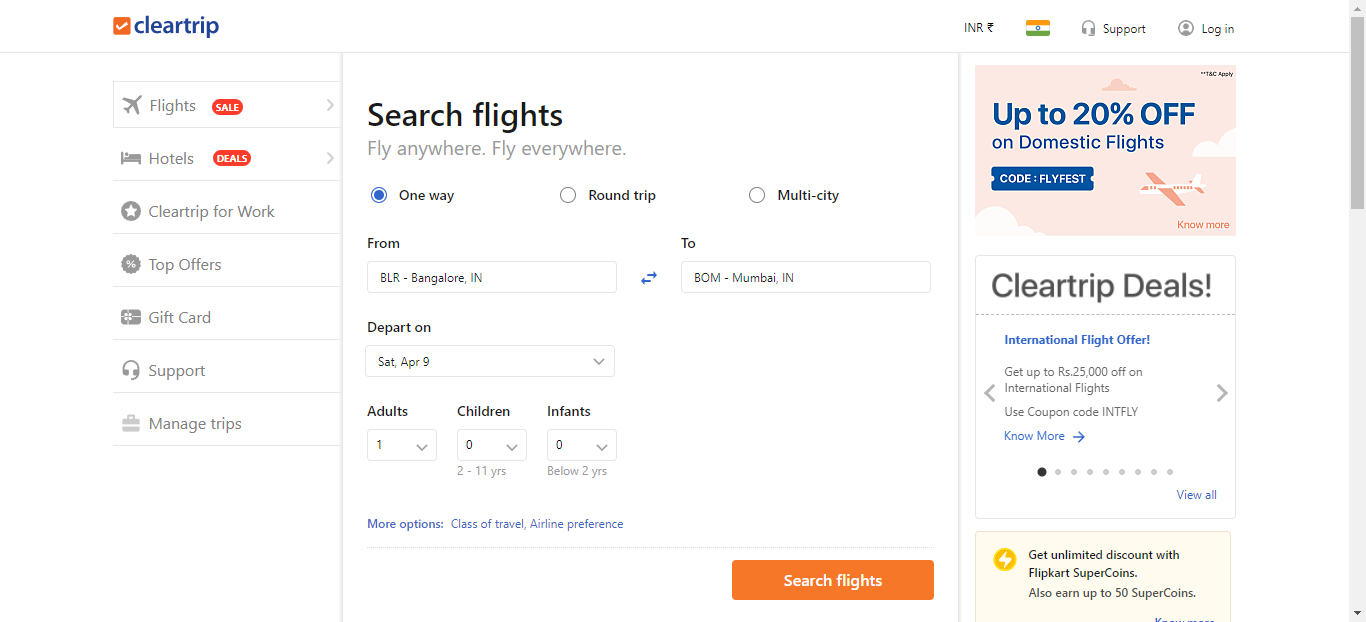 cleartrip
INR ₹
Support
Log in
Flights SALE
Hotels DEALS
Cleartrip for Work
Top Offers
Gift Card
Support
Manage trips
Search flights
Fly anywhere. Fly everywhere.
One way
Round trip
Multi-city
From
To
BLR - Bangalore, IN
BOM - Mumbai, IN
Depart on
Sat, Apr 9
Adults
Children
Infants
1
0
0
2 - 11 yrs
Below 2 yrs
More options: Class of travel, Airline preference
Search flights
**T&C Apply
Up to 20% OFF
on Domestic Flights
CODE : FLYFEST
Know more
Cleartrip Deals!
International Flight Offer!
Get up to Rs.25,000 off on
International Flights
Use Coupon code INTFLY
Know More
View all
Get unlimited discount with
Flipkart SuperCoins.
Also earn up to 50 SuperCoins.
Know more